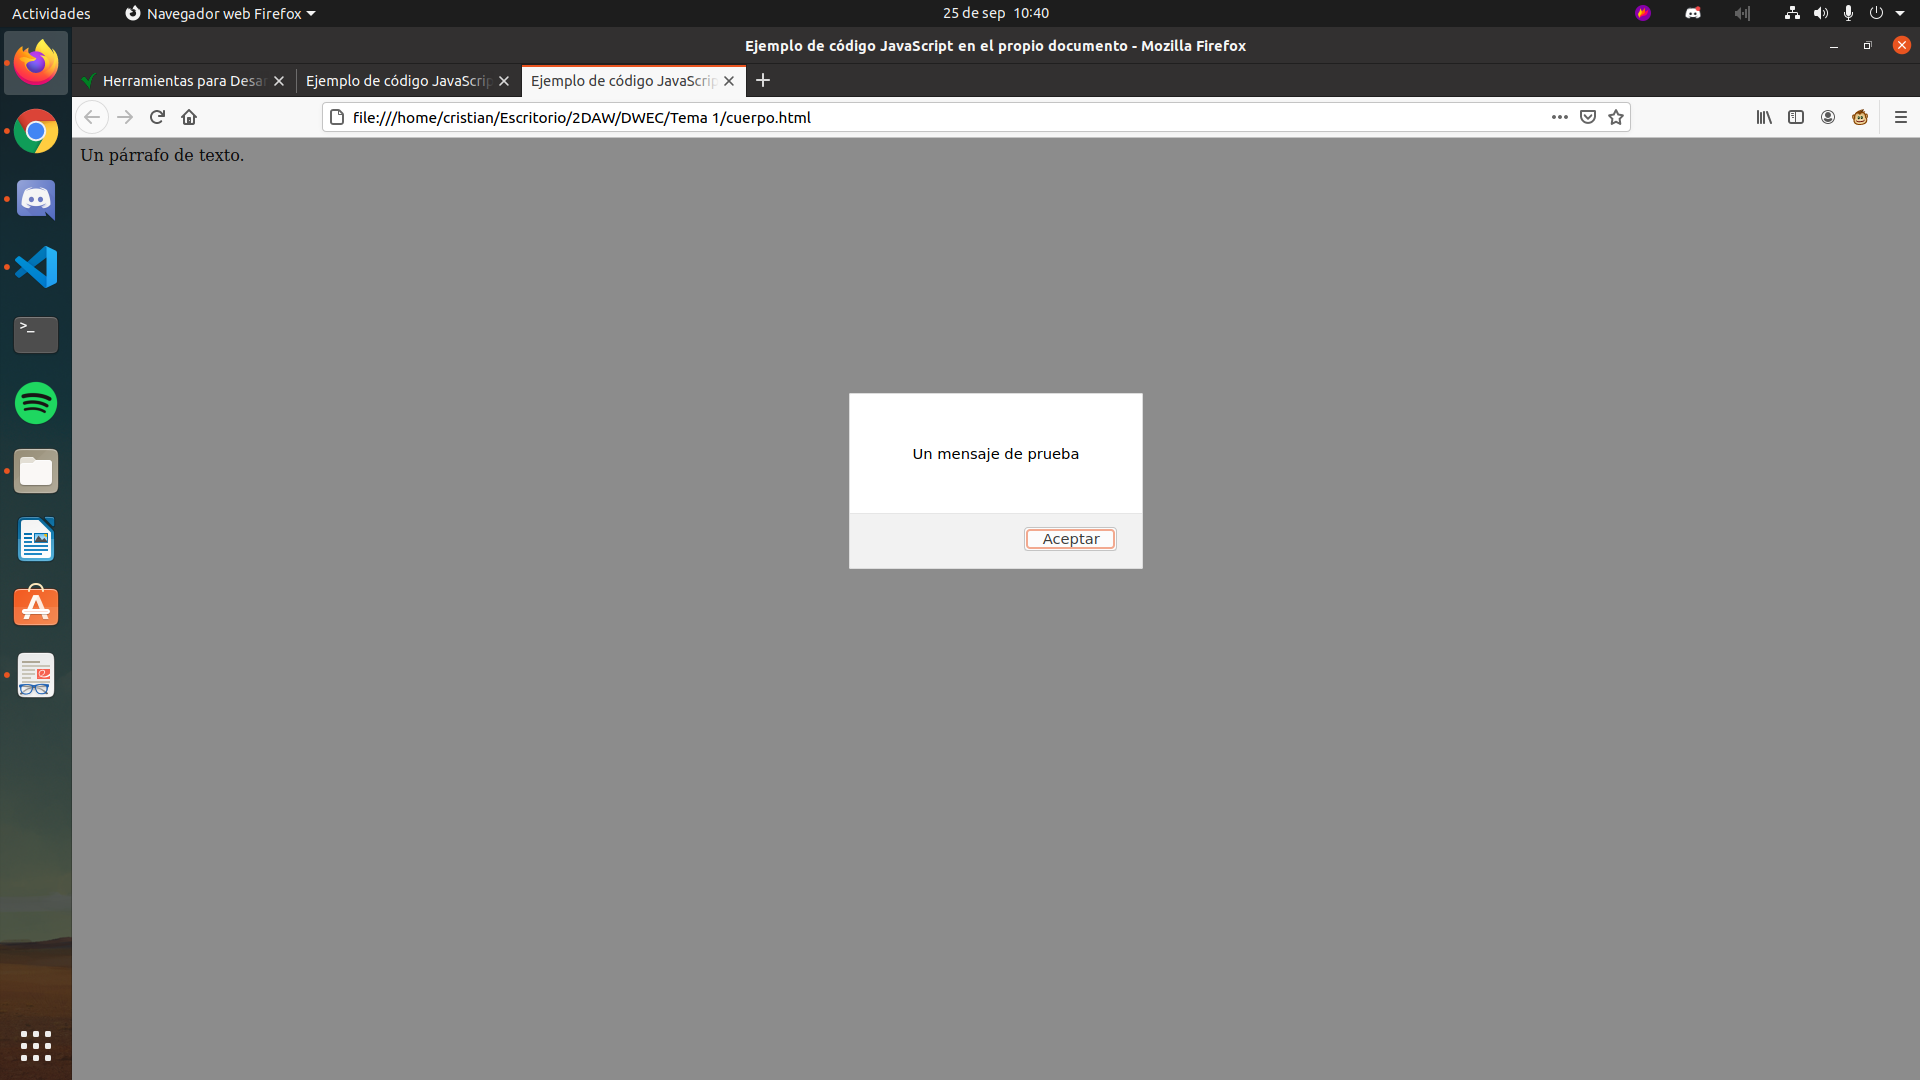 Actividades
Navegador web Firefox
25 de sep 10:40
Ejemplo de código JavaScript en el propio documento - Mozilla Firefox
Herramientas para Desar
Ejemplo de código JavaScrip
Ejemplo de código JavaScrip
file:///home/cristian/Escritorio/2DAW/DWEC/Tema 1/cuerpo.html
Un párrafo de texto.
Un mensaje de prueba
Aceptar